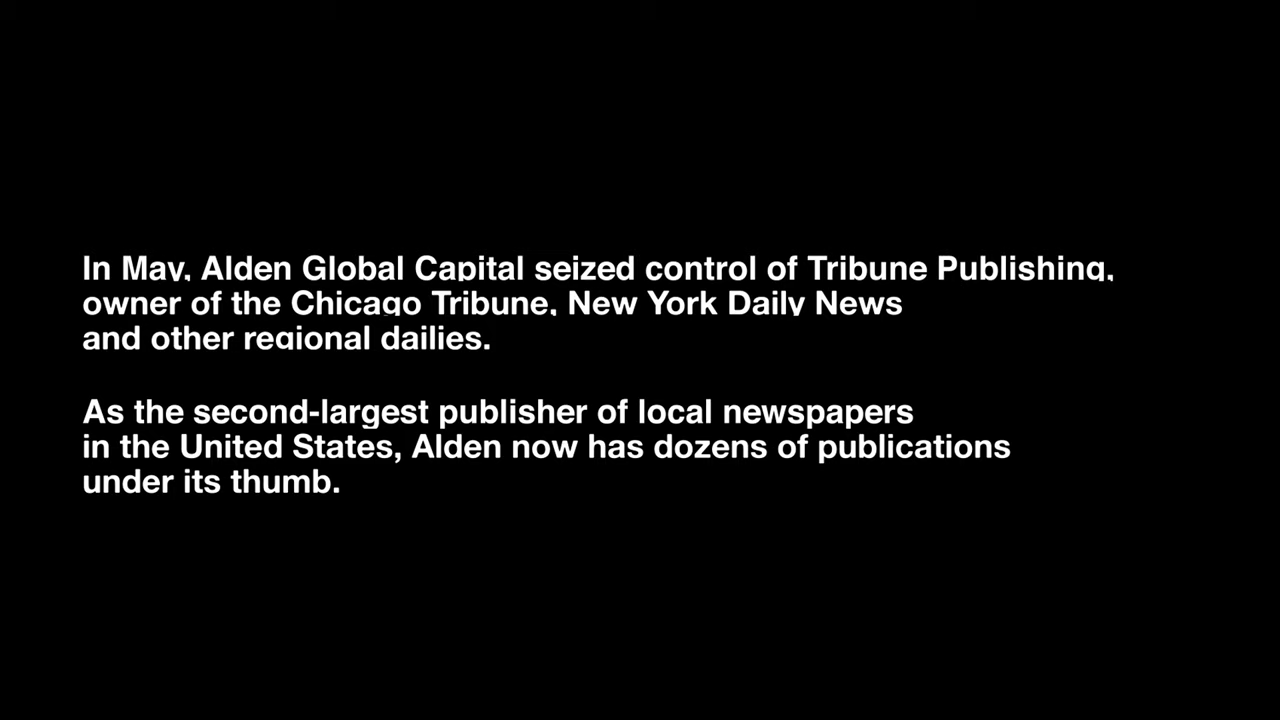 In May, Alden Global Capital seized control of Tribune Publishing,
owner of the Chicago Tribune, New York Daily News
and other regional dailies.
As the second-largest publisher of local newspapers
in the United States, Alden now has dozens of publications
under its thumb.